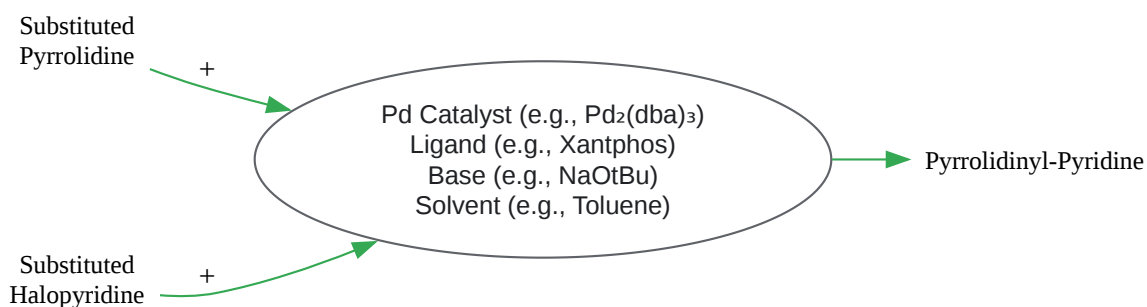 Substituted
Pyrrolidine
+
Pd Catalyst (e.g., Pd₂(dba)₃)
Ligand (e.g., Xantphos)
Base (e.g., NaOtBu)
Solvent (e.g., Toluene)
Pyrrolidinyl-Pyridine
Substituted
Halopyridine
+